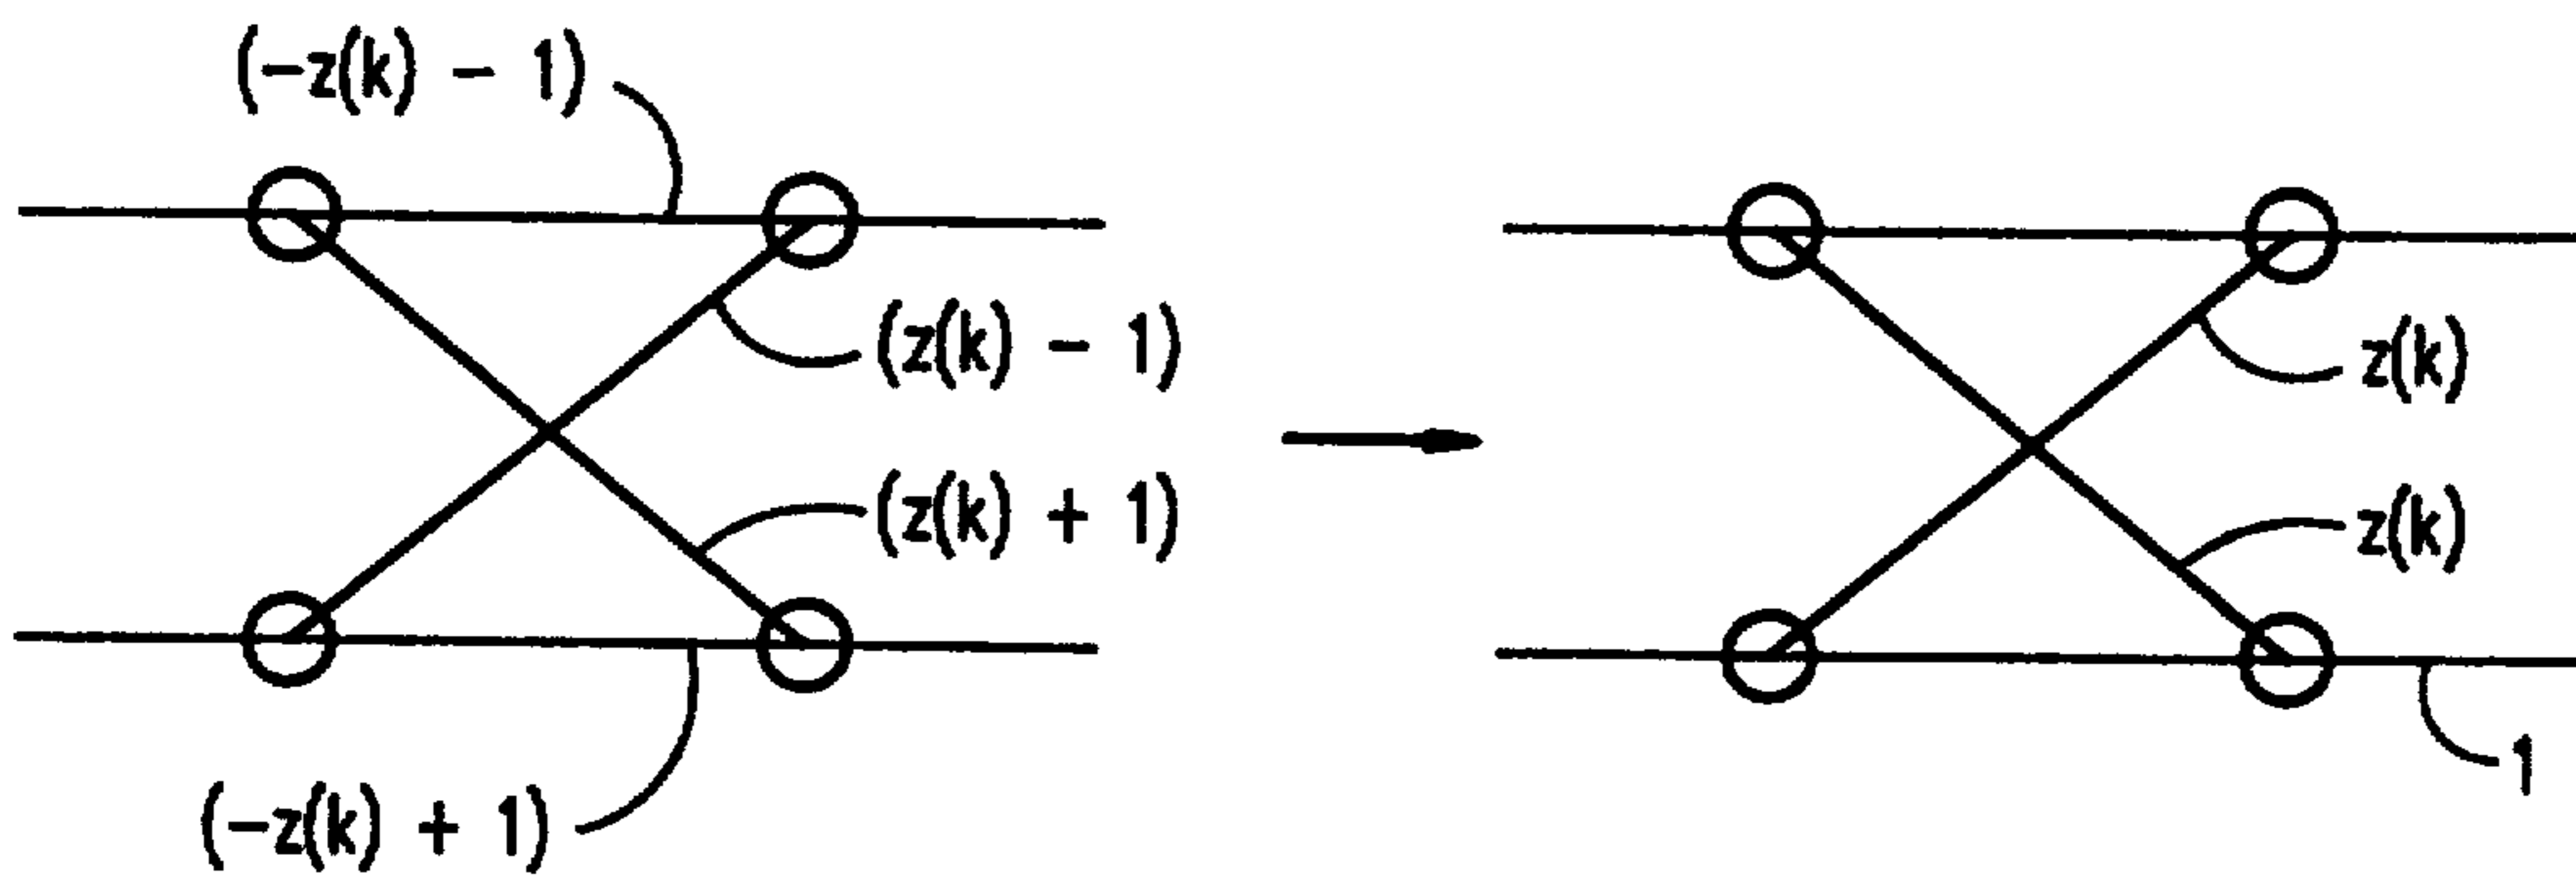 (-z(k) - 1)
(z(k) - 1)
(z(k) + 1)
(-z(k) + 1)
z(k)
z(k)
1